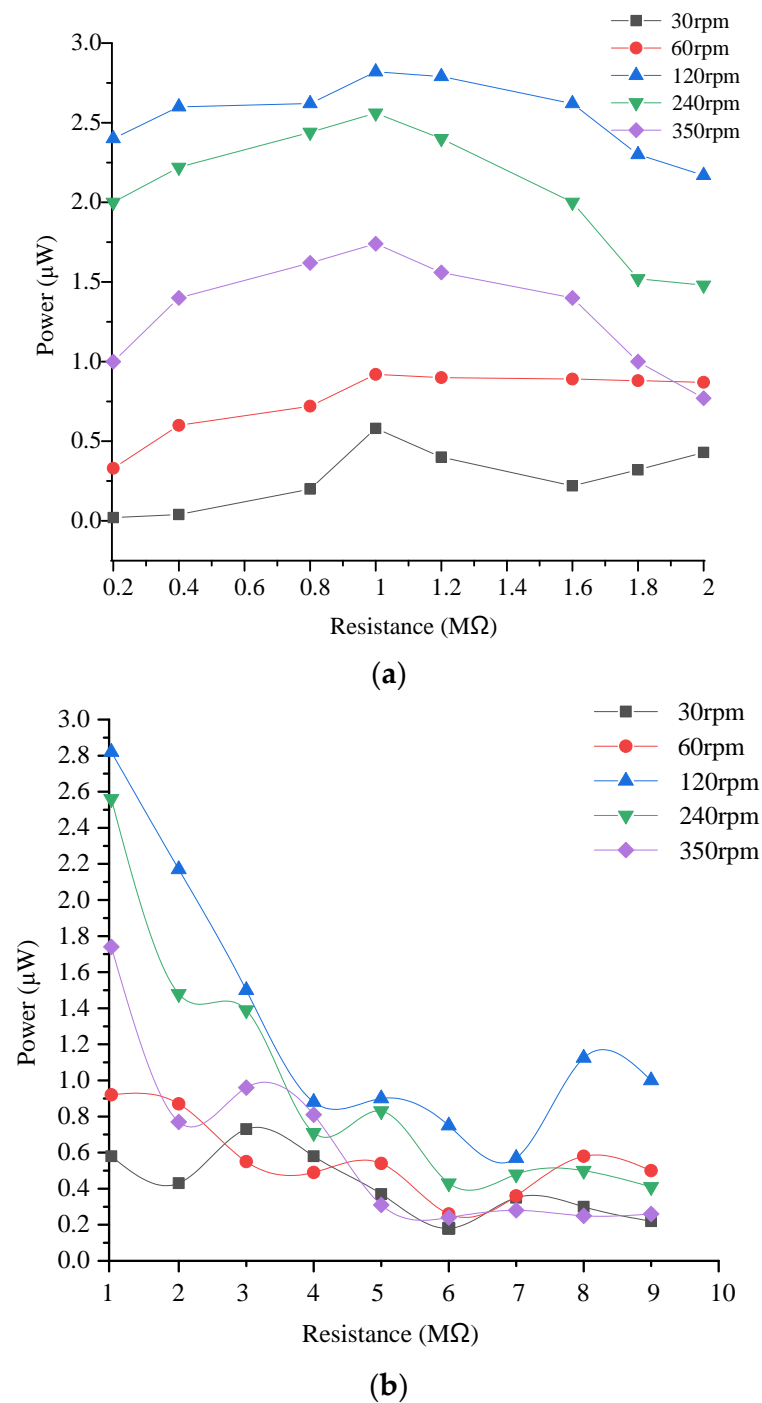 30rpm
60rpm
120rpm
240rpm
350rpm
3.0
2.5
2.0
1.5
1.0
0.5
0.0
Power (µW)
0.2 0.4 0.6 0.8 1 1.2 1.4 1.6 1.8 2
Resistance (MΩ)
(a)
30rpm
60rpm
120rpm
240rpm
350rpm
3.0
2.8
2.6
2.4
2.2
2.0
1.8
1.6
1.4
1.2
1.0
0.8
0.6
0.4
0.2
0.0
Power (µW)
1 2 3 4 5 6 7 8 9 10
Resistance (MΩ)
(b)